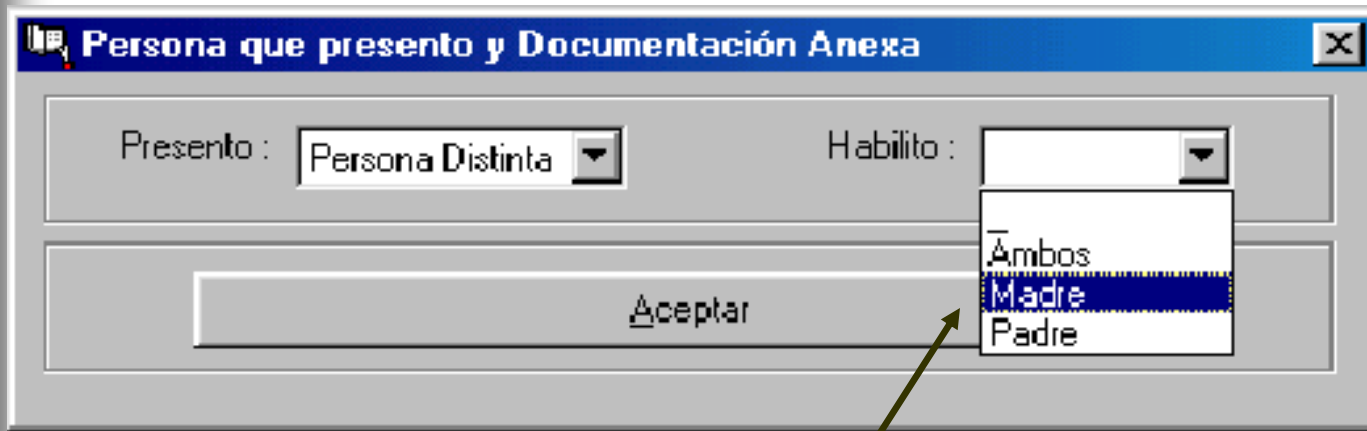 Persona que presento y Documentación Anexa
Presento : Persona Distinta Habilito :
_
Ambos
Madre
Padre
Aceptar